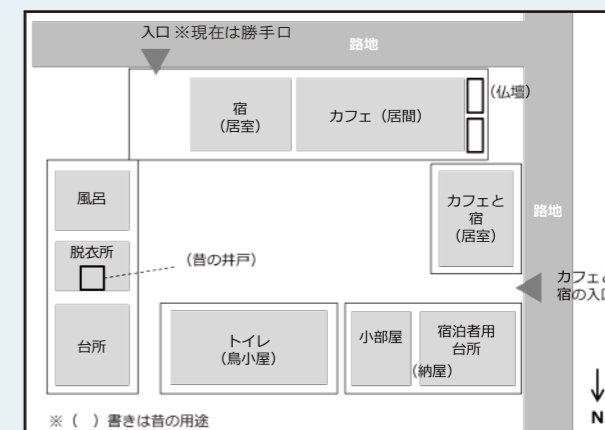 入口 ※現在は勝手口
路地
宿
（居室）
カフェ（居間）
（仏壇）
風呂
カフェと
宿
（居室）
路地
脱衣所
（昔の井戸）
カフェ
宿の入
台所
トイレ
（鳥小屋）
小部屋
宿泊者用
台所
（納屋）
N
※（　）書きは昔の用途